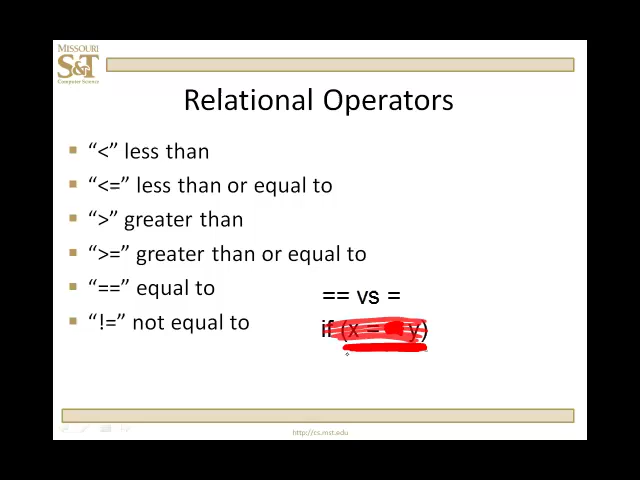 MISSOURI
S&T
Computer Science
Relational Operators
“<” less than
“<=” less than or equal to
“>” greater than
“>=” greater than or equal to
“==” equal to
“!=” not equal to
== vs =
if (x = y)
http://cs.mst.edu